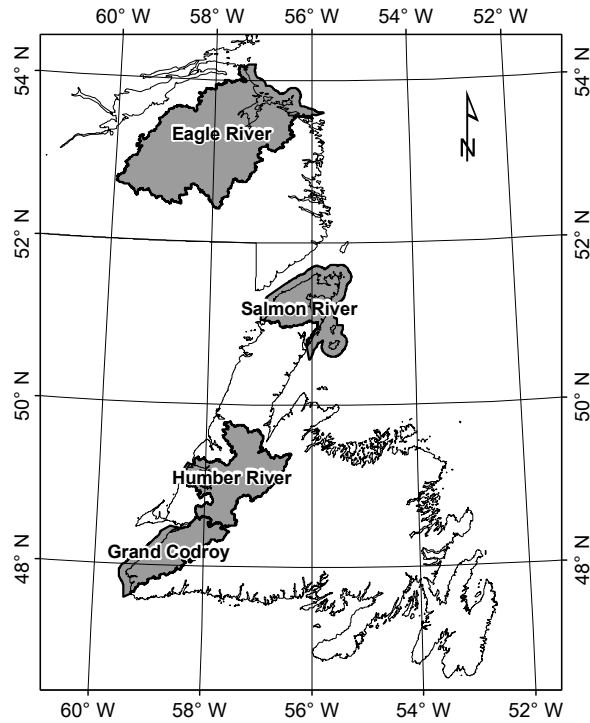 60° W 58° W 56° W 54° W 52° W
54° N 54° N
Eagle River
N
52° N 52° N
Salmon River
50° N 50° N
Humber River
Grand Codroy
48° N 48° N
60° W 58° W 56° W 54° W 52° W